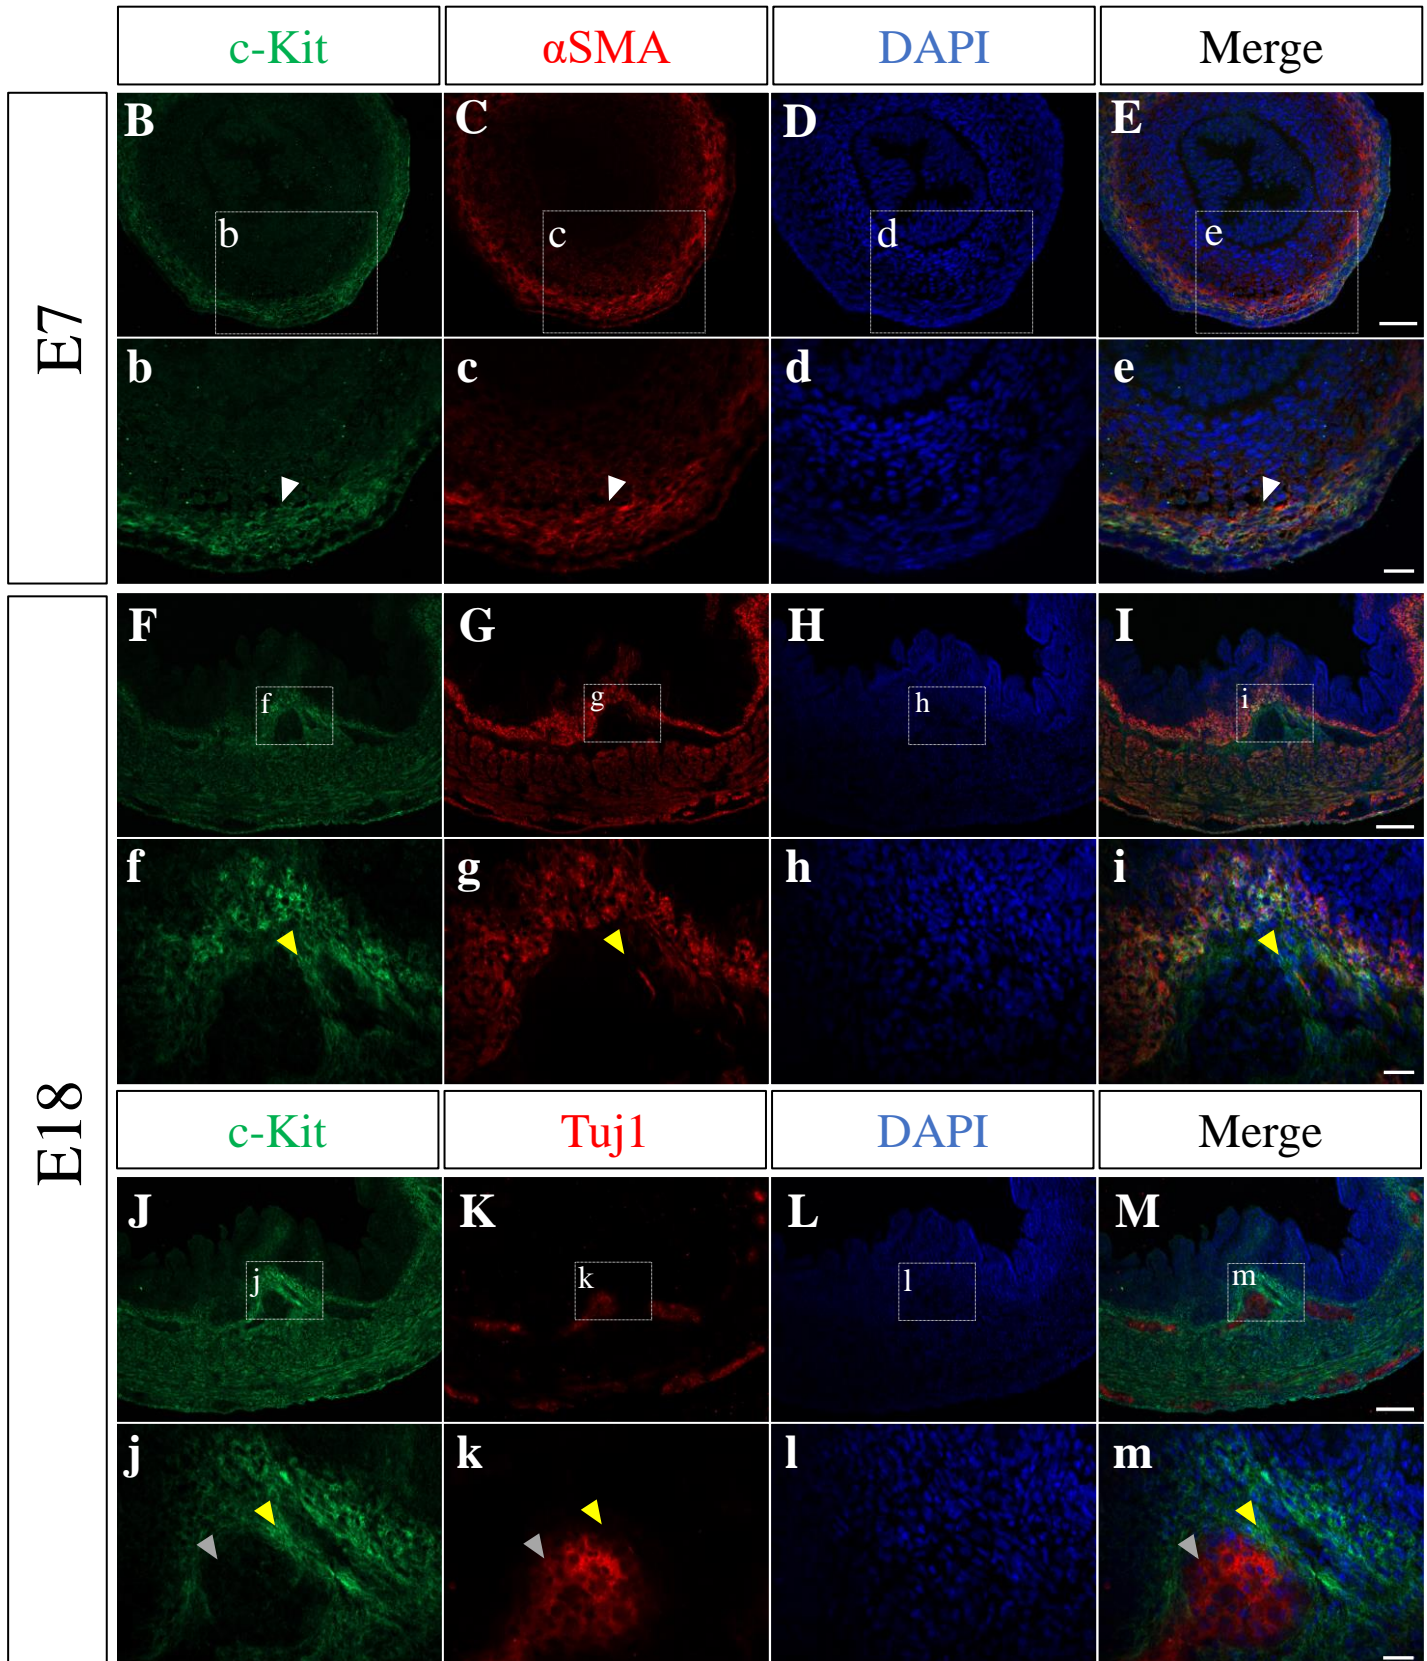 c-Kit αSMA DAPI Merge
E7
B C D E
b c d e
b c d e
E18
F G H I
f g h i
f g h i
c-Kit Tuj1 DAPI Merge
J K L M
j k l m
j k l m